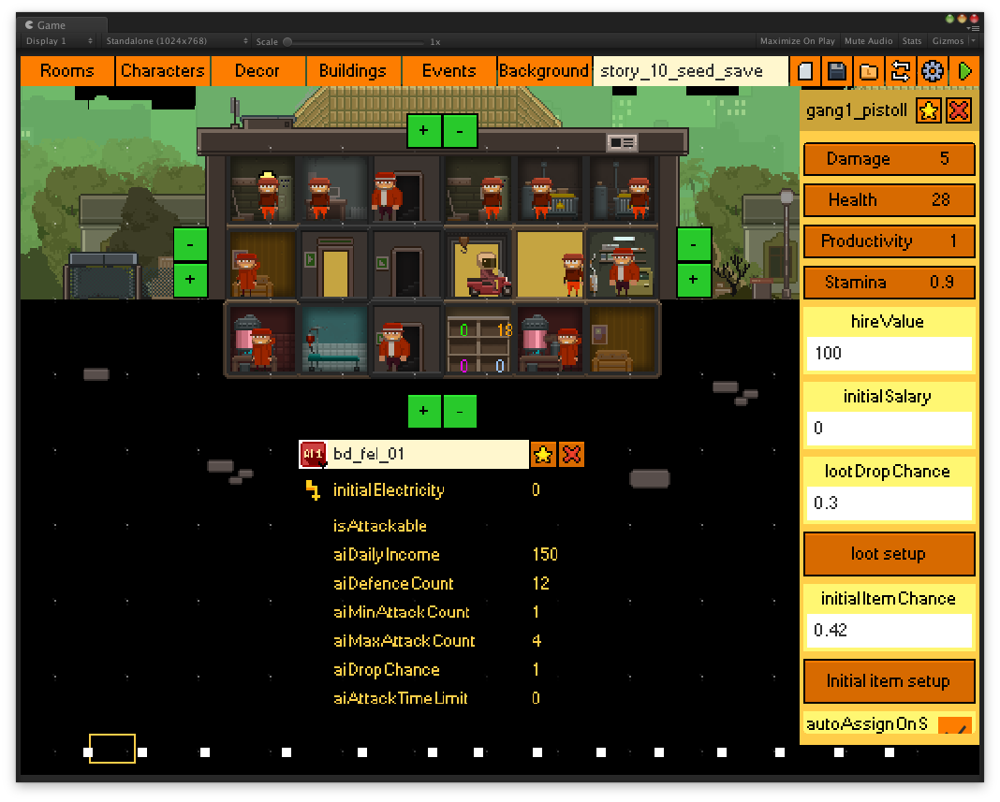 Game
Display 1
Standalone (1024x768)
Scale
1x
Maximize On Play
Mute Audio
Stats
Gizmos
Rooms
Characters
Decor
Buildings
Events
Background
story_10_seed_save
gang1_pistoll
+
-
Damage 5
Health 28
Productivity 1
Stamina 0.9
-
+
-
+
hireValue
100
0
18
0
0
initialSalary
0
+
-
lootDropChance
0.3
AI 1
bd_fel_01
initialElectricity 0
isAttackable
aiDailyIncome 150
aiDefenceCount 12
aiMinAttackCount 1
aiMaxAttackCount 4
aiDropChance 1
aiAttackTimeLimit 0
loot setup
initialItemChance
0.42
Initial item setup
autoAssignOnS